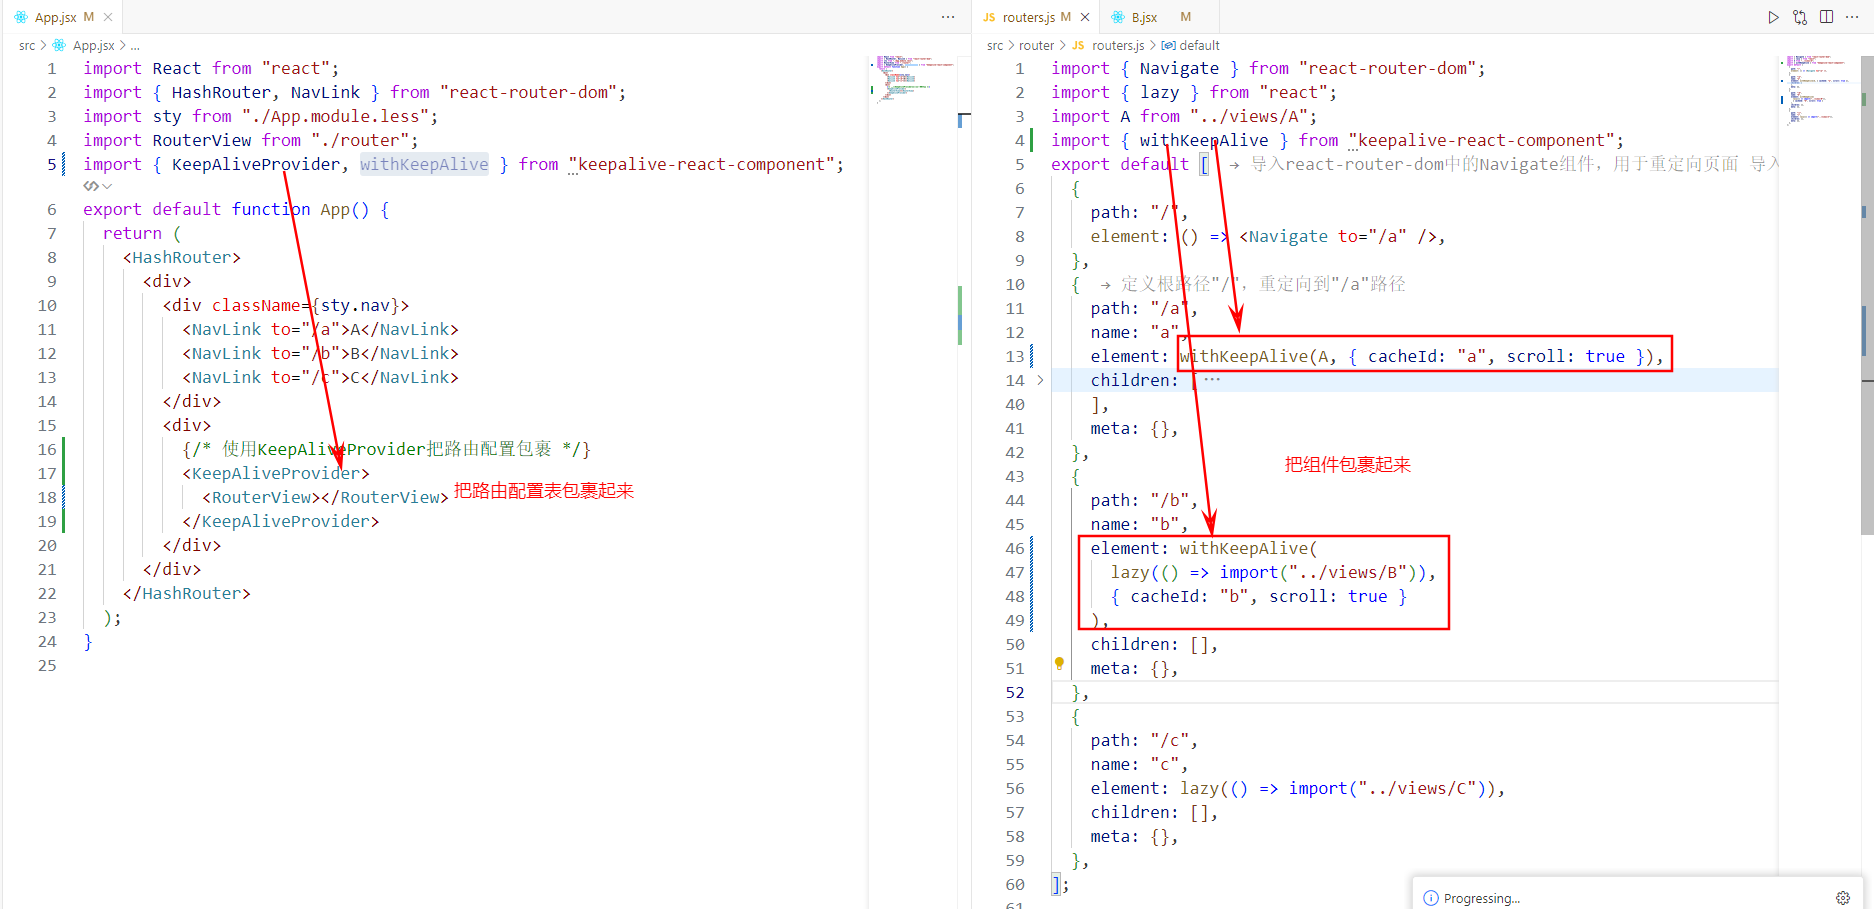 App.jsx M
src > App.jsx > ...
1 import React from "react";
2 import { HashRouter, NavLink } from "react-router-dom";
3 import sty from "./App.module.less";
4 import RouterView from "./router";
5 import { KeepAliveProvider, withKeepAlive } from "keepalive-react-component";
6 export default function App() {
7 return (
8 <HashRouter>
9 <div>
10 <div className={sty.nav}>
11 <NavLink to="/a">A</NavLink>
12 <NavLink to="/b">B</NavLink>
13 <NavLink to="/c">C</NavLink>
14 </div>
15 <div>
16 {/* 使用KeepAliveProvider把路由配置包裹 */}
17 <KeepAliveProvider>
18 <RouterView></RouterView> 把路由配置表包裹起来
19 </KeepAliveProvider>
20 </div>
21 </div>
22 </HashRouter>
23 );
24 }
25
JS routers.js M
B.jsx M
src > router > JS routers.js > default
1 import { Navigate } from "react-router-dom";
2 import { lazy } from "react";
3 import A from "../views/A";
4 import { withKeepAlive } from "keepalive-react-component";
5 export default [ → 导入react-router-dom中的Navigate组件，用于重定向页面 导入
6 {
7 path: "/",
8 element: () => <Navigate to="/a" />,
9 },
10 { → 定义根路径"/"，重定向到"/a"路径
11 path: "/a",
12 name: "a",
13 element: withKeepAlive(A, { cacheId: "a", scroll: true }),
14 children: [ ...
40 ],
41 meta: {},
42 },
把组件包裹起来
43 {
44 path: "/b",
45 name: "b",
46 element: withKeepAlive(
47 lazy(() => import("../views/B")),
48 { cacheId: "b", scroll: true }
49 ),
50 children: [],
51 meta: {},
52 },
53 {
54 path: "/c",
55 name: "c",
56 element: lazy(() => import("../views/C")),
57 children: [],
58 meta: {},
59 },
60 ];
61
Progressing...